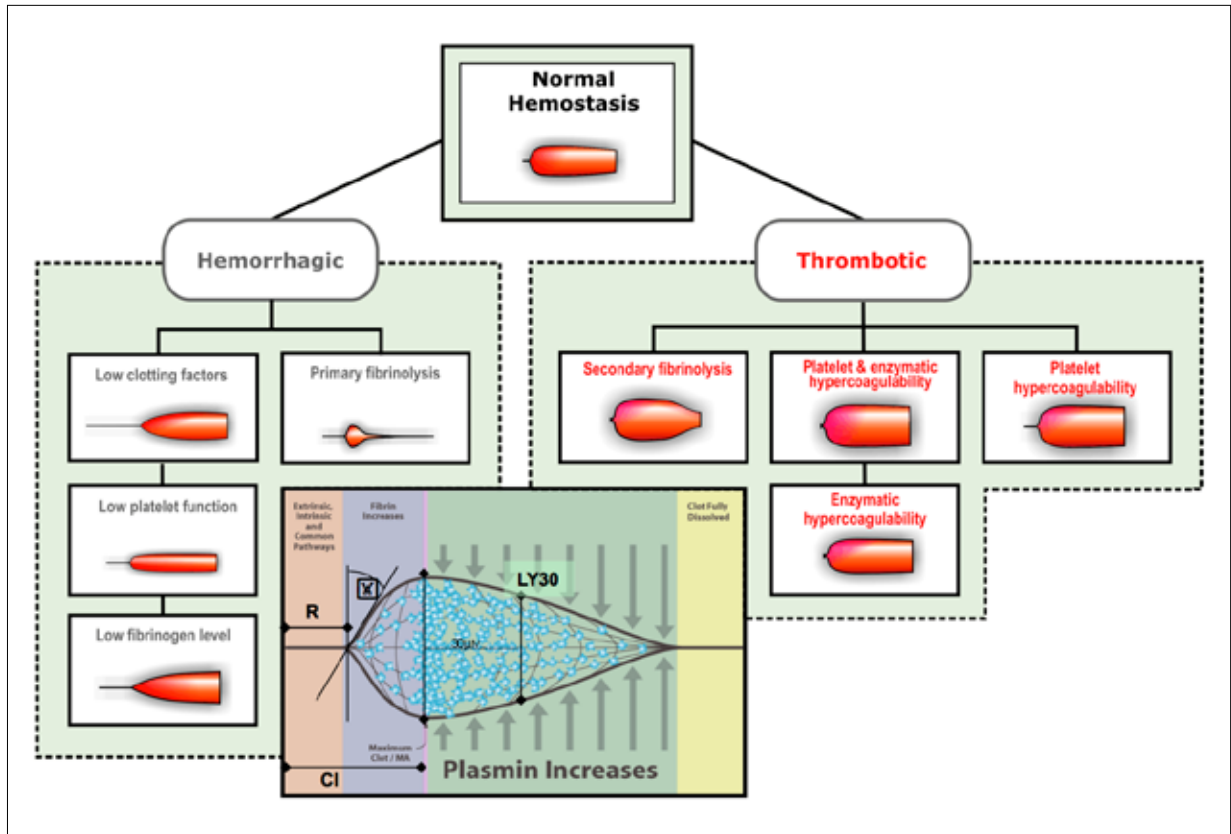 Normal
Hemostasis
Hemorrhagic
Thrombotic
Low clotting factors
Primary fibrinolysis
Secondary fibrinolysis
Platelet & enzymatic
hypercoagulability
Platelet
hypercoagulability
Low platelet function
Enzymatic
hypercoagulability
Low fibrinogen level
Extrinsic,
Intrinsic
and
Common
Pathways
Fibrin
Increases
Clot Fully
Dissolved
LY30
R
Maximum
Clot / MA
Plasmin Increases
CI